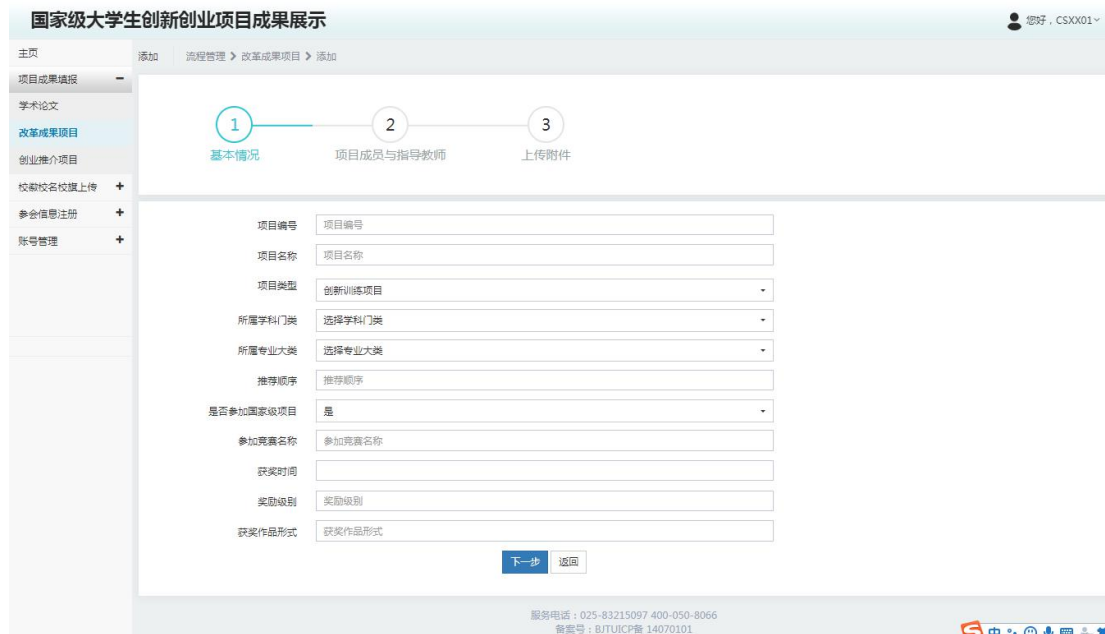 国家级大学生创新创业项目成果展示
您好，CSXX01
主页
项目成果填报
学术论文
改革成果项目
创业推介项目
校徽校名校旗上传
参会信息注册
账号管理
添加 流程管理 > 改革成果项目 > 添加
1 2 3
基本情况 项目成员与指导教师 上传附件
项目编号 项目编号
项目名称 项目名称
项目类型 创新训练项目
所属学科门类 选择学科门类
所属专业大类 选择专业大类
推荐顺序 推荐顺序
是否参加国家级项目 是
参加竞赛名称 参加竞赛名称
获奖时间
奖励级别 奖励级别
获奖作品形式 获奖作品形式
下一步 返回
服务电话：025-83215097 400-050-8066
备案号：BJTUICP备 14070101
中